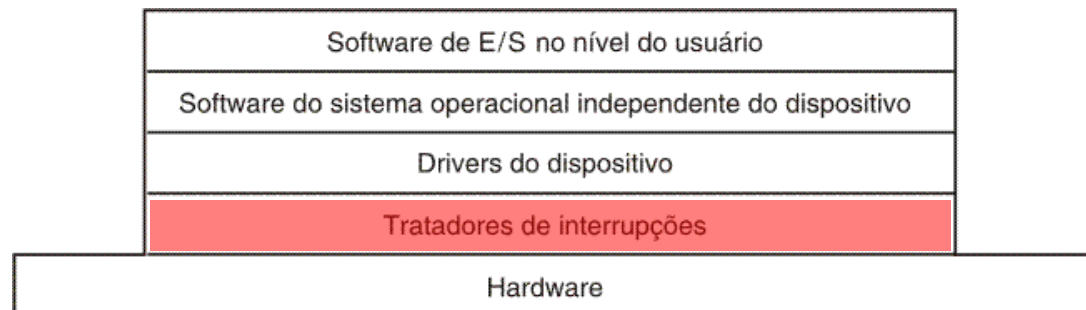 Software de E/S no nível do usuário
Software do sistema operacional independente do dispositivo
Drivers do dispositivo
Tratadores de interrupções
Hardware